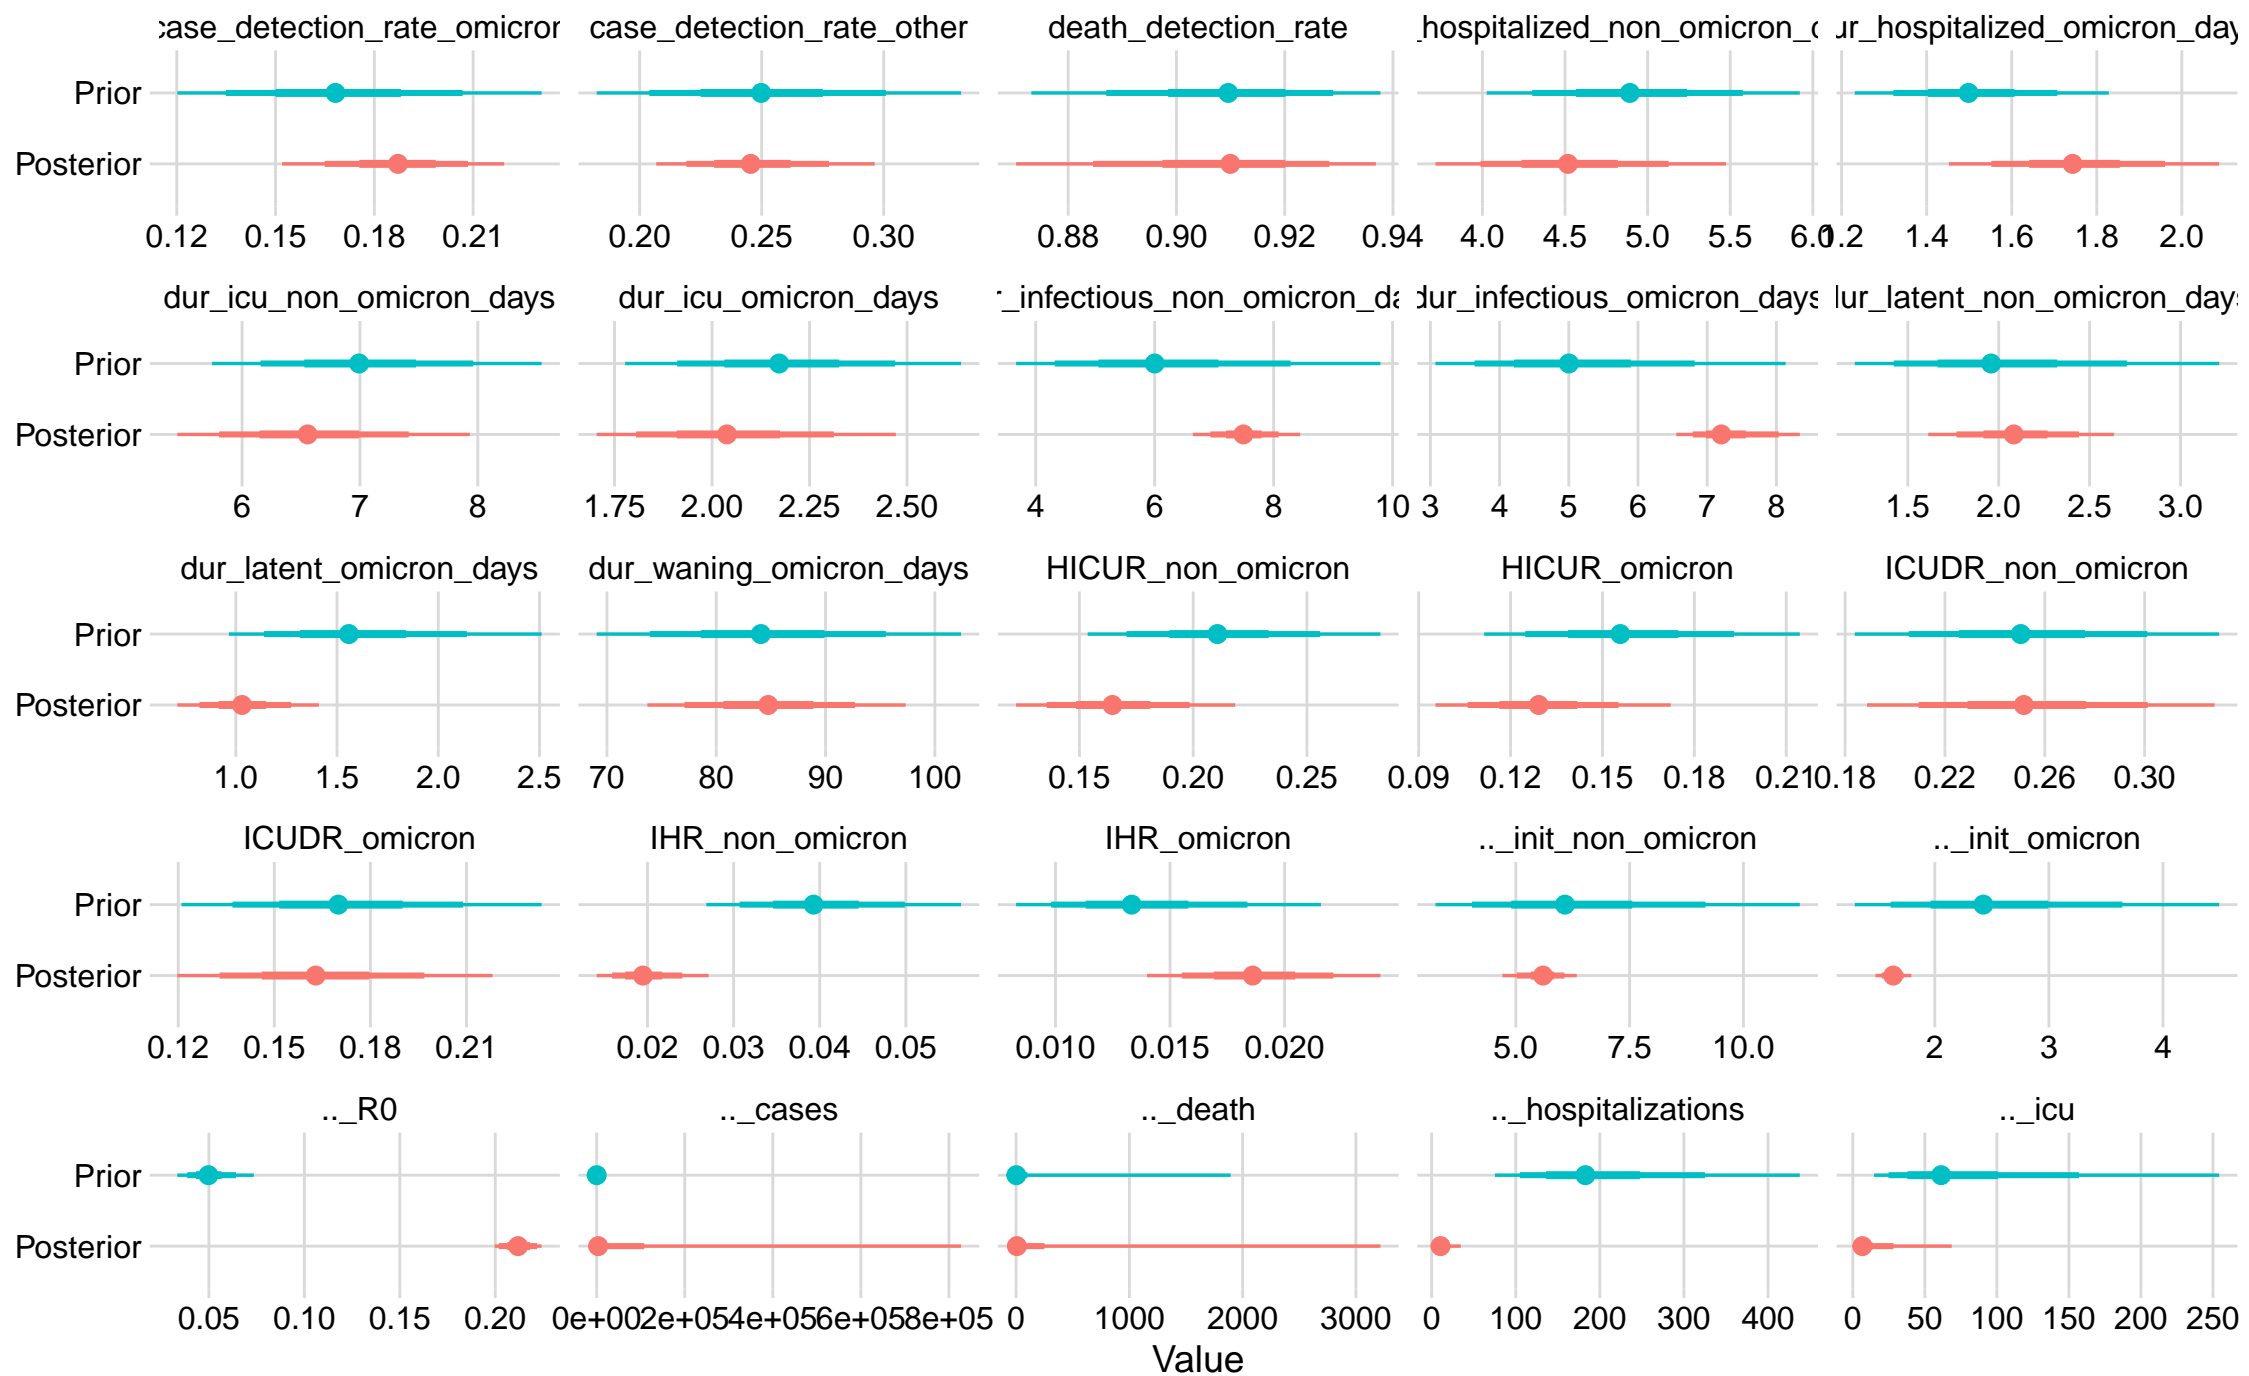 case_detection_rate_omicron case_detection_rate_other death_detection_rate _hospitalized_non_omicron_ ur_hospitalized_omicron_day
Prior
Posterior
0.12 0.15 0.18 0.21 0.20 0.25 0.30 0.88 0.90 0.92 0.94 4.0 4.5 5.0 5.5 6.0 1.2 1.4 1.6 1.8 2.0
dur_icu_non_omicron_days dur_icu_omicron_days r_infectious_non_omicron_da dur_infectious_omicron_days dur_latent_non_omicron_days
Prior
Posterior
6 7 8 1.75 2.00 2.25 2.50 4 6 8 10 3 4 5 6 7 8 1.5 2.0 2.5 3.0
dur_latent_omicron_days dur_waning_omicron_days HICUR_non_omicron HICUR_omicron ICUDR_non_omicron
Prior
Posterior
1.0 1.5 2.0 2.5 70 80 90 100 0.15 0.20 0.25 0.09 0.12 0.15 0.18 0.21 0.18 0.22 0.26 0.30
ICUDR_omicron IHR_non_omicron IHR_omicron .._init_non_omicron .._init_omicron
Prior
Posterior
0.12 0.15 0.18 0.21 0.02 0.03 0.04 0.05 0.010 0.015 0.020 5.0 7.5 10.0 2 3 4
.._R0 .._cases .._death .._hospitalizations .._icu
Prior
Posterior
0.05 0.10 0.15 0.20 0e+00 2e+05 4e+05 6e+05 8e+05 0 1000 2000 3000 0 100 200 300 400 0 50 100 150 200 250
Value